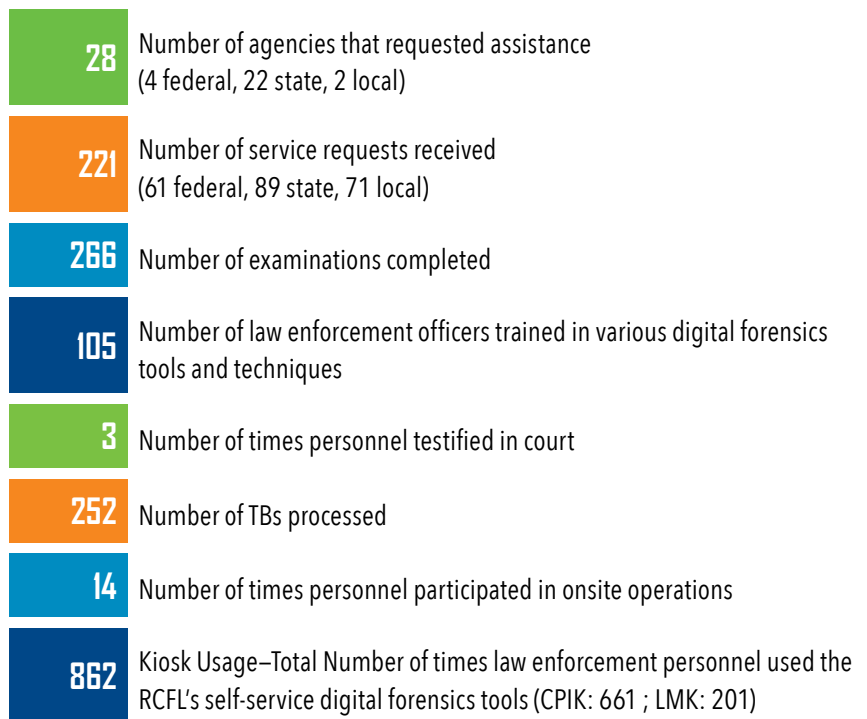 28
Number of agencies that requested assistance
(4 federal, 22 state, 2 local)
221
Number of service requests received
(61 federal, 89 state, 71 local)
266
Number of examinations completed
105
Number of law enforcement officers trained in various digital forensics
tools and techniques
3
Number of times personnel testified in court
252
Number of TBs processed
14
Number of times personnel participated in onsite operations
862
Kiosk Usage—Total Number of times law enforcement personnel used the
RCFL's self-service digital forensics tools (CPIK: 661 ; LMK: 201)